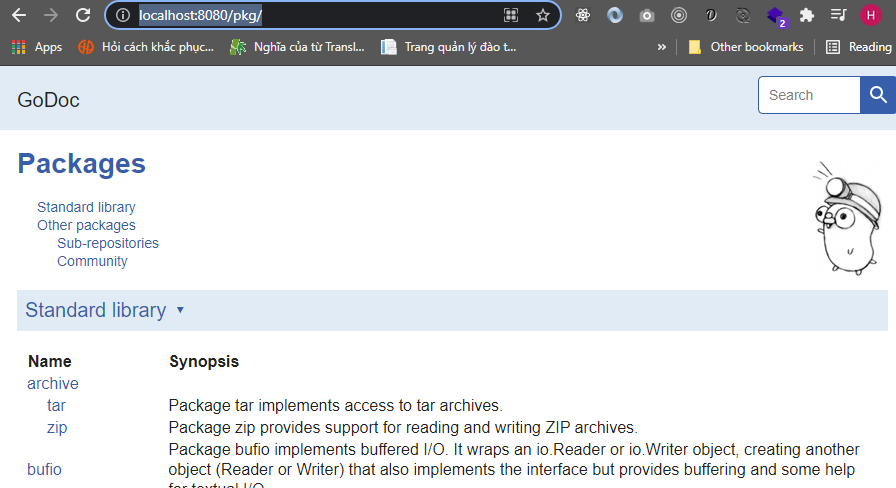 localhost:8080/pkg/
2
H
Apps
Hỏi cách khắc phục...
Nghĩa của từ Transl...
Trang quản lý đào t...
»
Other bookmarks
Reading
GoDoc
Search
Packages
Standard library
Other packages
Sub-repositories
Community
Standard library ▾
Name Synopsis
archive
tar Package tar implements access to tar archives.
zip Package zip provides support for reading and writing ZIP archives.
Package bufio implements buffered I/O. It wraps an io.Reader or io.Writer object, creating another
bufio object (Reader or Writer) that also implements the interface but provides buffering and some help
for textual I/O.